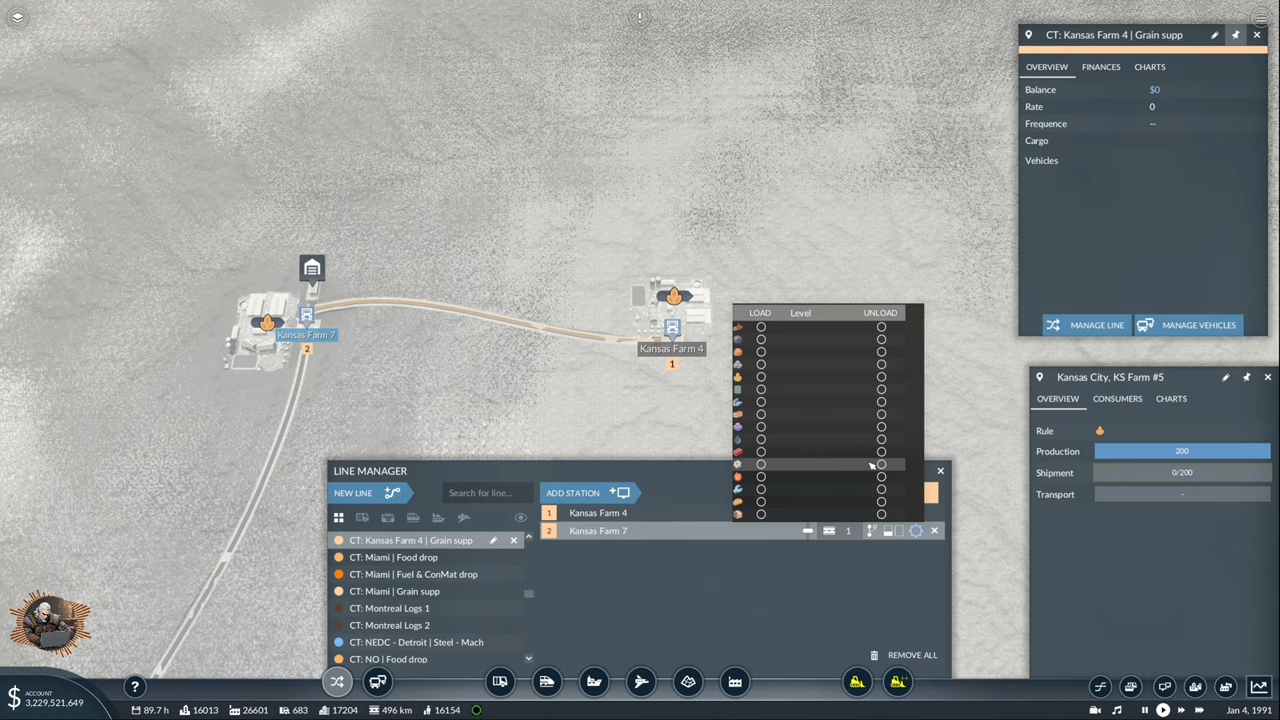 CT: Kansas Farm 4 | Grain supp
OVERVIEW FINANCES CHARTS
Balance $0
Rate 0
Frequency --
Cargo
Vehicles
MANAGE LINE MANAGE VEHICLES
Kansas Farm 7
2
Kansas Farm 4
1
LOAD Level UNLOAD
Kansas City, KS Farm #5
OVERVIEW CONSUMERS CHARTS
Rule
Production 200
Shipment 0/200
Transport -
LINE MANAGER
NEW LINE Search for line... ADD STATION
1 Kansas Farm 4
2 Kansas Farm 7 1
CT: Kansas Farm 4 | Grain supp
CT: Miami | Food drop
CT: Miami | Fuel & ConMat drop
CT: Miami | Grain supp
CT: Montreal Logs 1
CT: Montreal Logs 2
CT: NEDC - Detroit | Steel - Mach
CT: NO | Food drop
REMOVE ALL
$ ACCOUNT
3,229,521,649
?
89.7 h 16013 26601 683 17204 496 km 16154 Jan 4, 1991